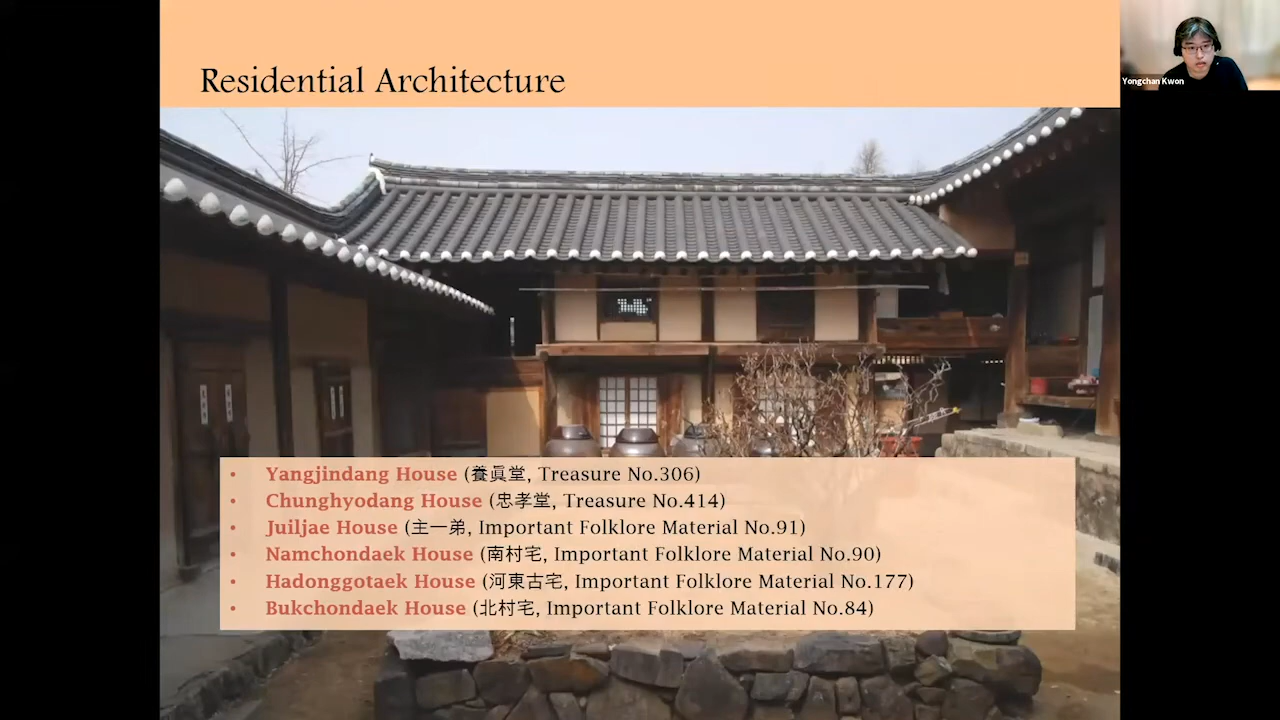 Residential Architecture
Yongchan Kwon
• Yangjindang House (養眞堂, Treasure No.306)
• Chunghyodang House (忠孝堂, Treasure No.414)
• Juiljae House (主一弟, Important Folklore Material No.91)
• Namchondaek House (南村宅, Important Folklore Material No.90)
• Hadonggotaek House (河東古宅, Important Folklore Material No.177)
• Bukchondaek House (北村宅, Important Folklore Material No.84)